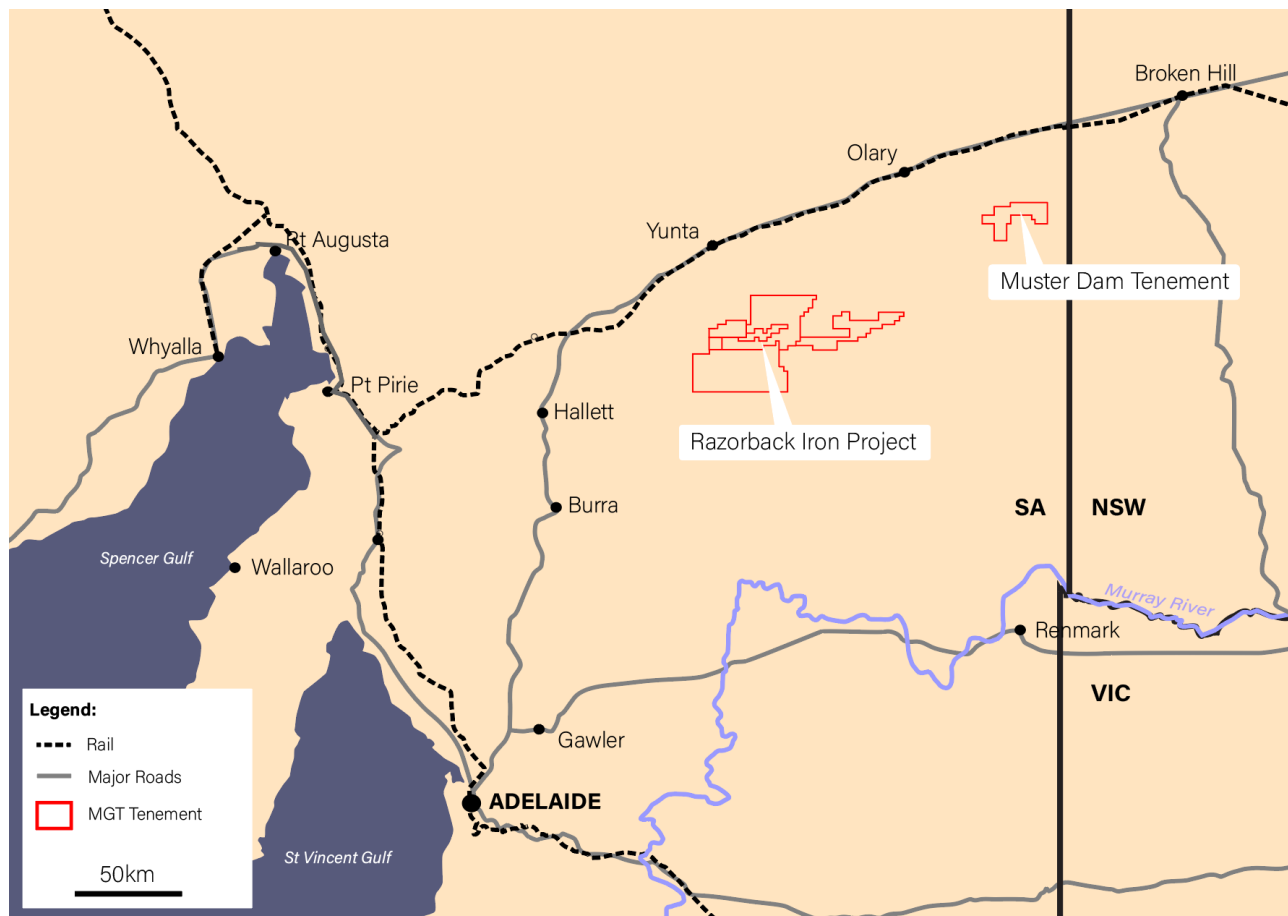 Broken Hill
Olary
Yunta
Pt Augusta
Muster Dam Tenement
Whyalla
Pt Pirie
Hallett
Razorback Iron Project
Burra
SA
NSW
Spencer Gulf
Wallaroo
Murray River
Renmark
VIC
Gawler
ADELAIDE
St Vincent Gulf
Legend:
Rail
Major Roads
MGT Tenement
50km